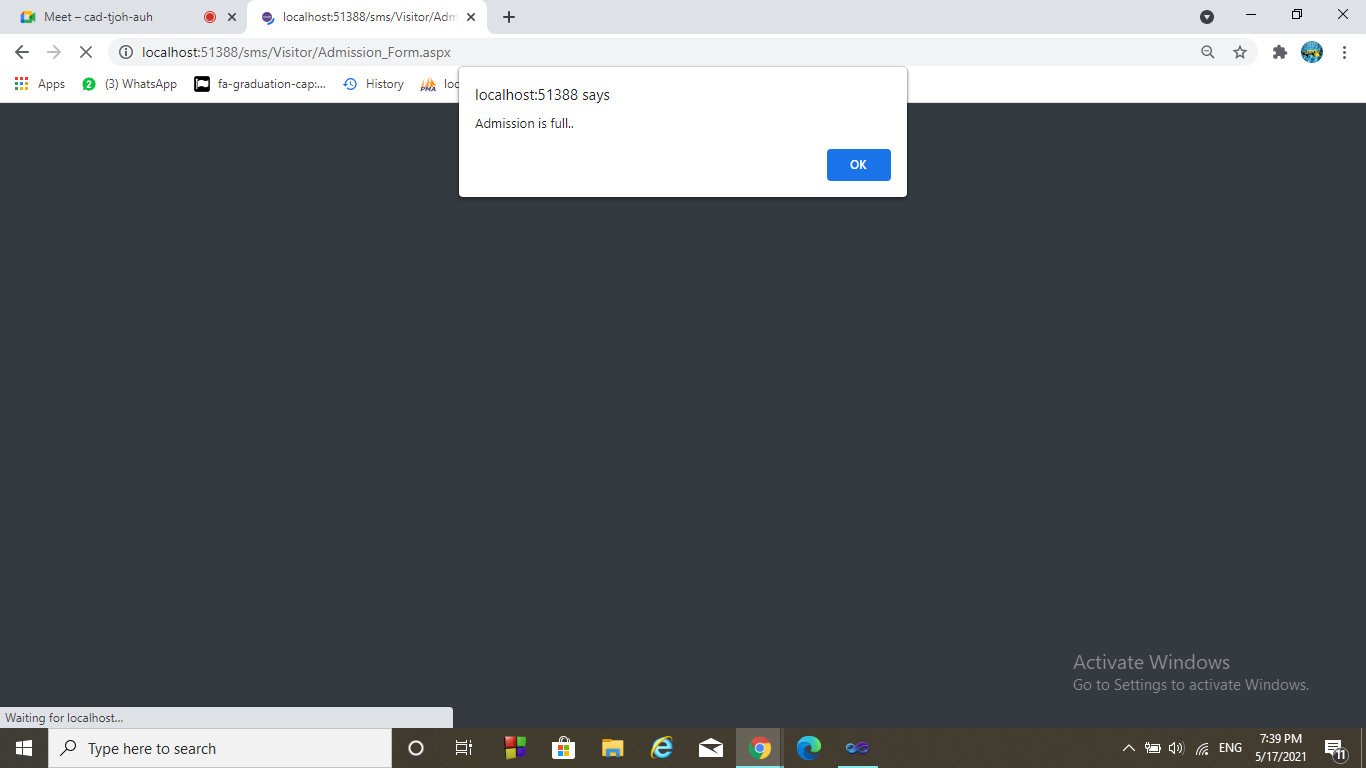 Meet – cad-tjoh-auh
localhost:51388/sms/Visitor/Adm
localhost:51388/sms/Visitor/Admission_Form.aspx
Apps
2
(3) WhatsApp
fa-graduation-cap:...
History
PMA
loc
localhost:51388 says
Admission is full..
OK
Activate Windows
Go to Settings to activate Windows.
Waiting for localhost...
Type here to search
ENG
7:39 PM
5/17/2021
11